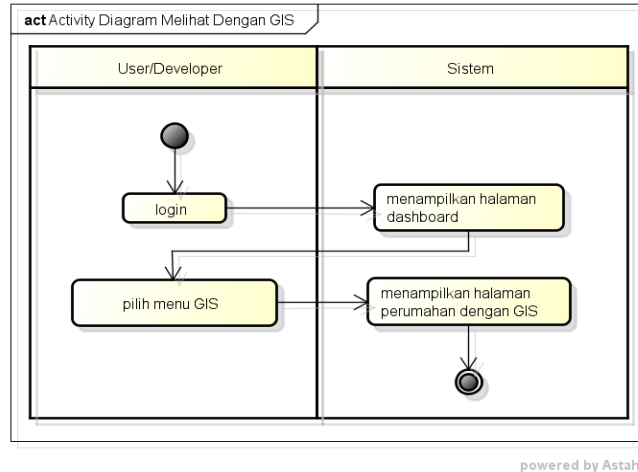 act Activity Diagram Melihat Dengan GIS
User/Developer
Sistem
login
menampilkan halaman
dashboard
pilih menu GIS
menampilkan halaman
perumahan dengan GIS
powered by Astah